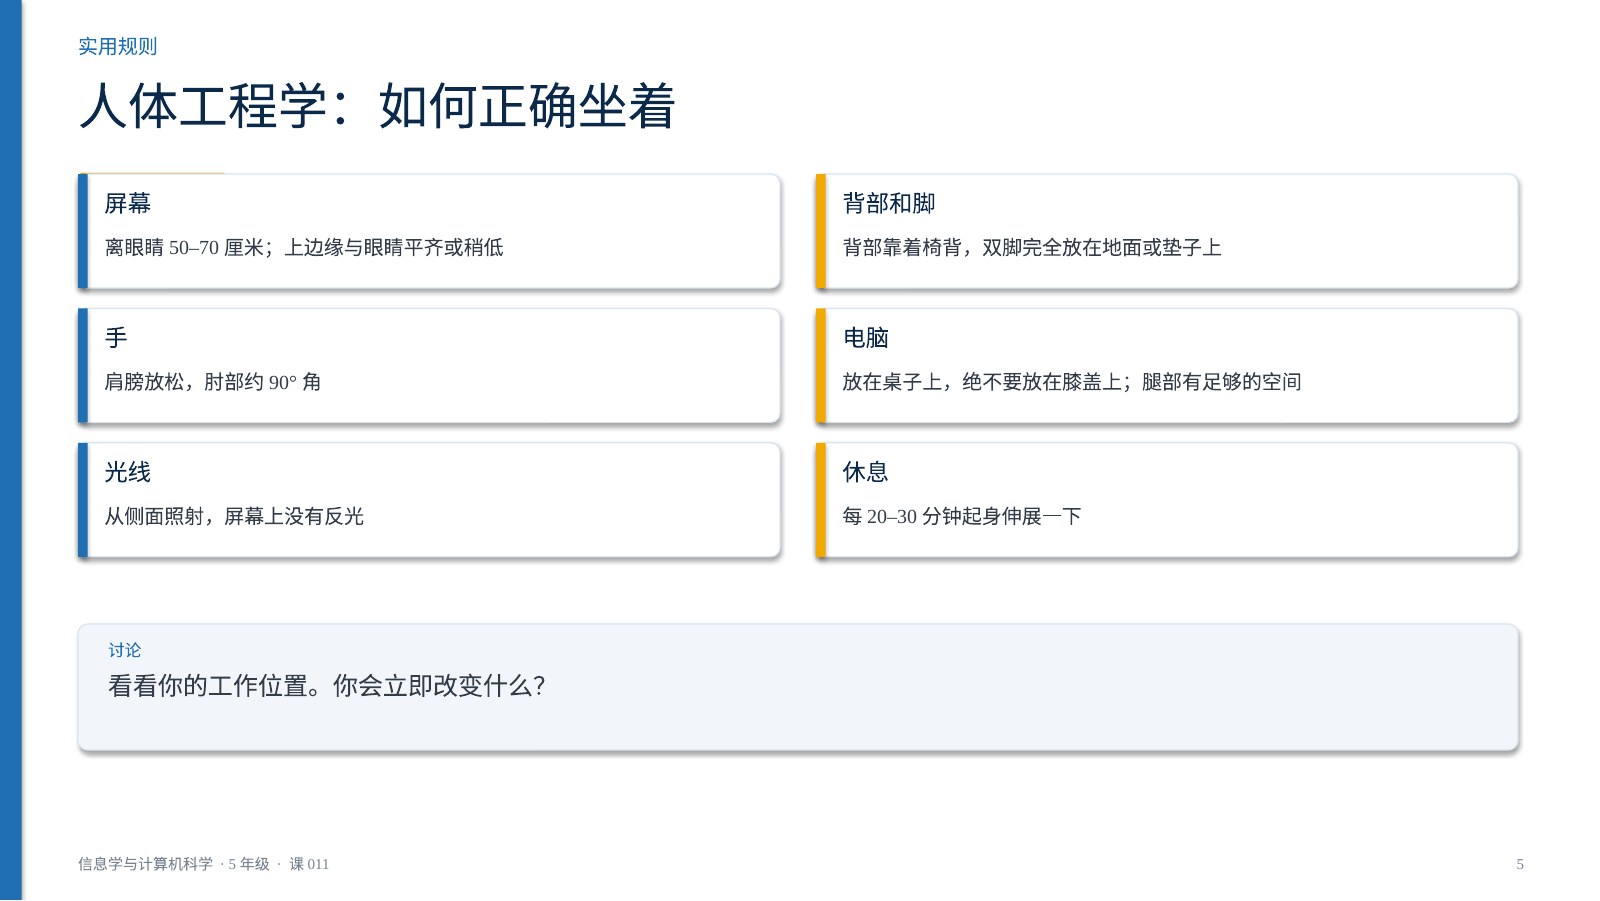 实用规则
人体工程学：如何正确坐着
屏幕
离眼睛 50–70 厘米；上边缘与眼睛平齐或稍低
背部和脚
背部靠着椅背，双脚完全放在地面或垫子上
手
肩膀放松，肘部约 90° 角
电脑
放在桌子上，绝不要放在膝盖上；腿部有足够的空间
光线
从侧面照射，屏幕上没有反光
休息
每 20–30 分钟起身伸展一下
讨论
看看你的工作位置。你会立即改变什么？
信息学与计算机科学 · 5 年级 · 课 011
5